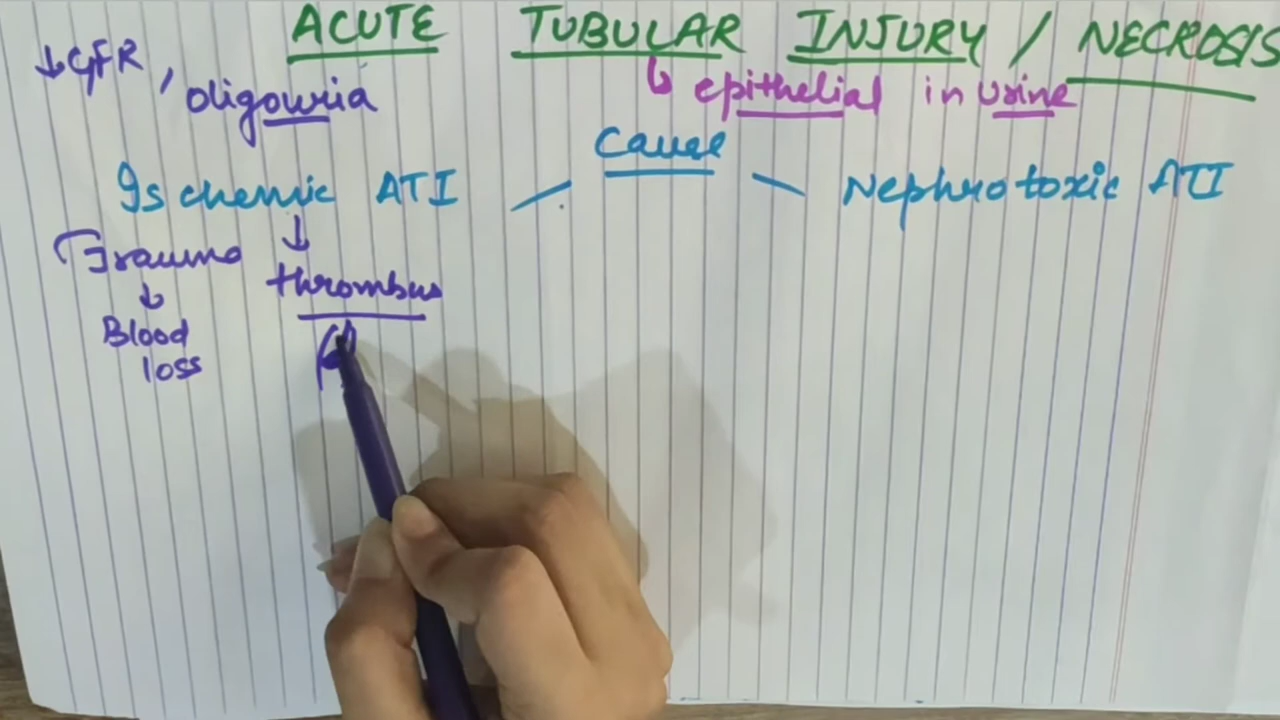 ACUTE TUBULAR INJURY / NECROSIS
↓GFR, oligouria
↳ epithelial in urine
Cause
Ischemic ATI
Nephrotoxic ATI
Trauma
↓
thrombus
↓
Blood
loss